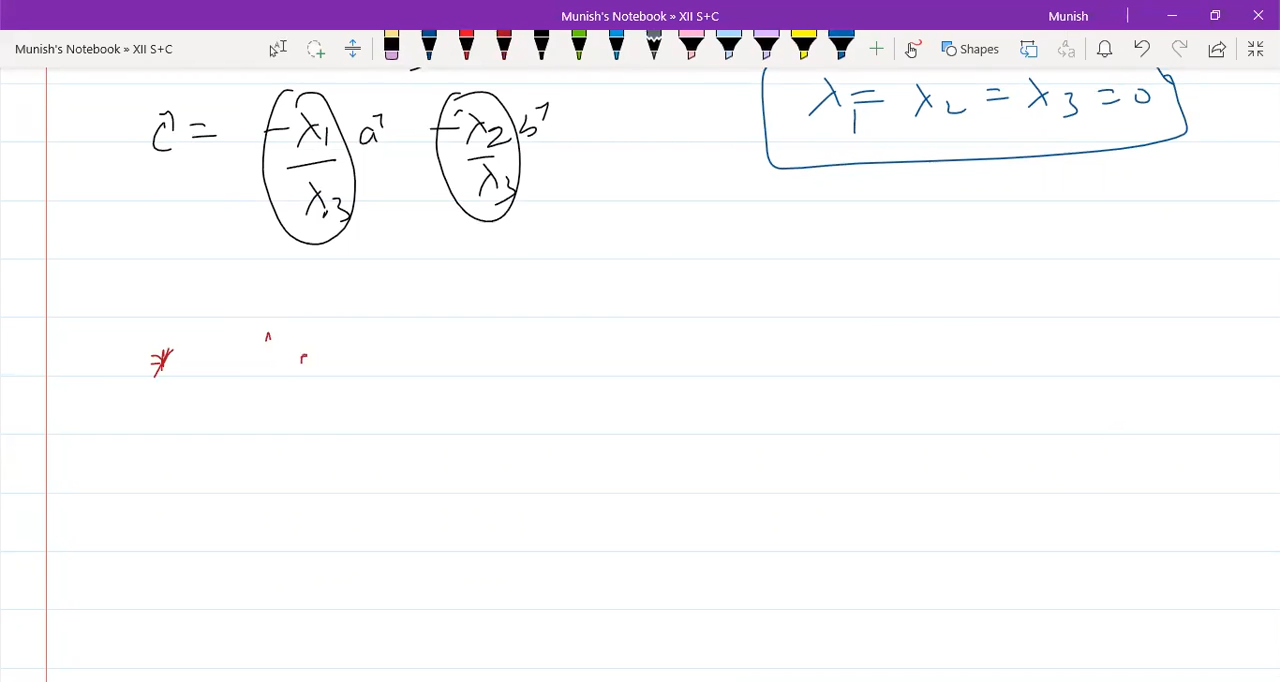 Munish's Notebook » XII S+C
Munish
Munish's Notebook » XII S+C
Shapes
λ₁ = λ₂ = λ₃ = 0
c⃗ = -λ₁/λ₃ a⃗ -λ₂/λ₃ b⃗